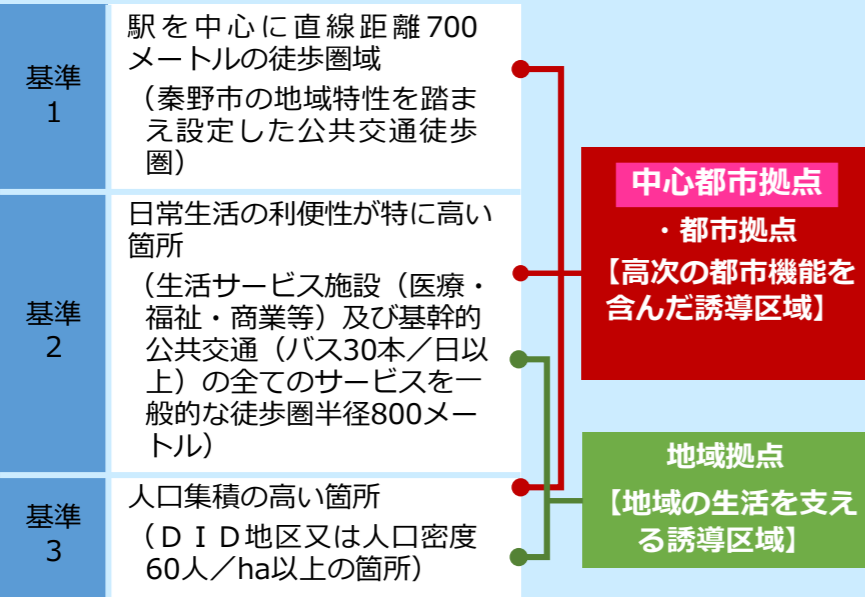 基準
1
駅を中心に直線距離700
メートルの徒歩圏域
（秦野市の地域特性を踏ま
え設定した公共交通徒歩
圏）
基準
2
日常生活の利便性が特に高い
箇所
（生活サービス施設（医療・
福祉・商業等）及び基幹的
公共交通（バス30本／日以
上）の全てのサービスを一
般的な徒歩圏半径800メー
トル）
基準
3
人口集積の高い箇所
（ＤＩＤ地区又は人口密度
60人／ha以上の箇所）
中心都市拠点
・都市拠点
【高次の都市機能を
含んだ誘導区域】
地域拠点
【地域の生活を支え
る誘導区域】